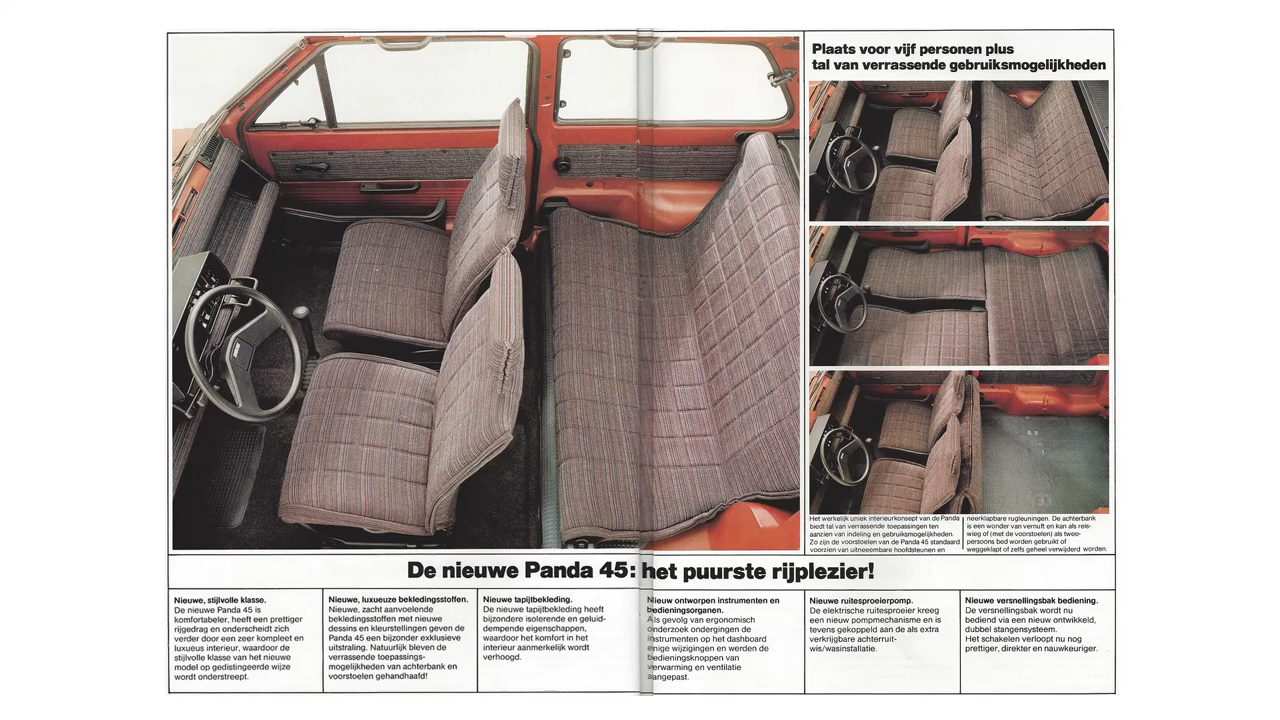 Plaats voor vijf personen plus
tal van verrassende gebruiksmogelijkheden
Het werkelijk uniek interieurkonsept van de Panda
biedt tal van verrassende toepassingen ten
aanzien van indeling en gebruiksmogelijkheden.
Zo zijn de voorstoelen van de Panda 45 standaard
voorzien van uitneembare hoofdsteunen en
neerklapbare rugleuningen. De achterbank
is een wonder van vernuft en kan als reis-
wieg of (met de voorstoelen) als twee-
persoons bed worden gebruikt of
weggeklapt of zelfs geheel verwijderd worden.
De nieuwe Panda 45: het puurste rijplezier!
Nieuwe, stijlvolle klasse.
De nieuwe Panda 45 is
komfortabeler, heeft een prettiger
rijgedrag en onderscheidt zich
verder door een zeer kompleet en
luxueus interieur, waardoor de
stijlvolle klasse van het nieuwe
model op gedistingeerde wijze
wordt onderstreept.
Nieuwe, luxueuze bekledingsstoffen.
Nieuwe, zacht aanvoelende
bekledingsstoffen met nieuwe
dessins en kleurstellingen geven de
Panda 45 een bijzonder exklusieve
uitstraling. Natuurlijk bleven de
verrassende toepassings-
mogelijkheden van achterbank en
voorstoelen gehandhaafd!
Nieuwe tapijtbekleding.
De nieuwe tapijtbekleding heeft
bijzondere isolerende en geluid-
dempende eigenschappen,
waardoor het komfort in het
interieur aanmerkelijk wordt
verhoogd.
Nieuw ontworpen instrumenten en
bedieningsorganen.
Als gevolg van ergonomisch
onderzoek ondergingen de
instrumenten op het dashboard
enige wijzigingen en werden de
bedieningsknoppen van
verwarming en ventilatie
aangepast.
Nieuwe ruitesproeierpomp.
De elektrische ruitesproeier kreeg
een nieuw pompmechanisme en is
tevens gekoppeld aan de als extra
verkrijgbare achterruit-
wis/wasinstallatie.
Nieuwe versnellingsbak bediening.
De versnellingsbak wordt nu
bediend via een nieuw ontwikkeld,
dubbel stangensysteem.
Het schakelen verloopt nu nog
prettiger, direkter en nauwkeuriger.